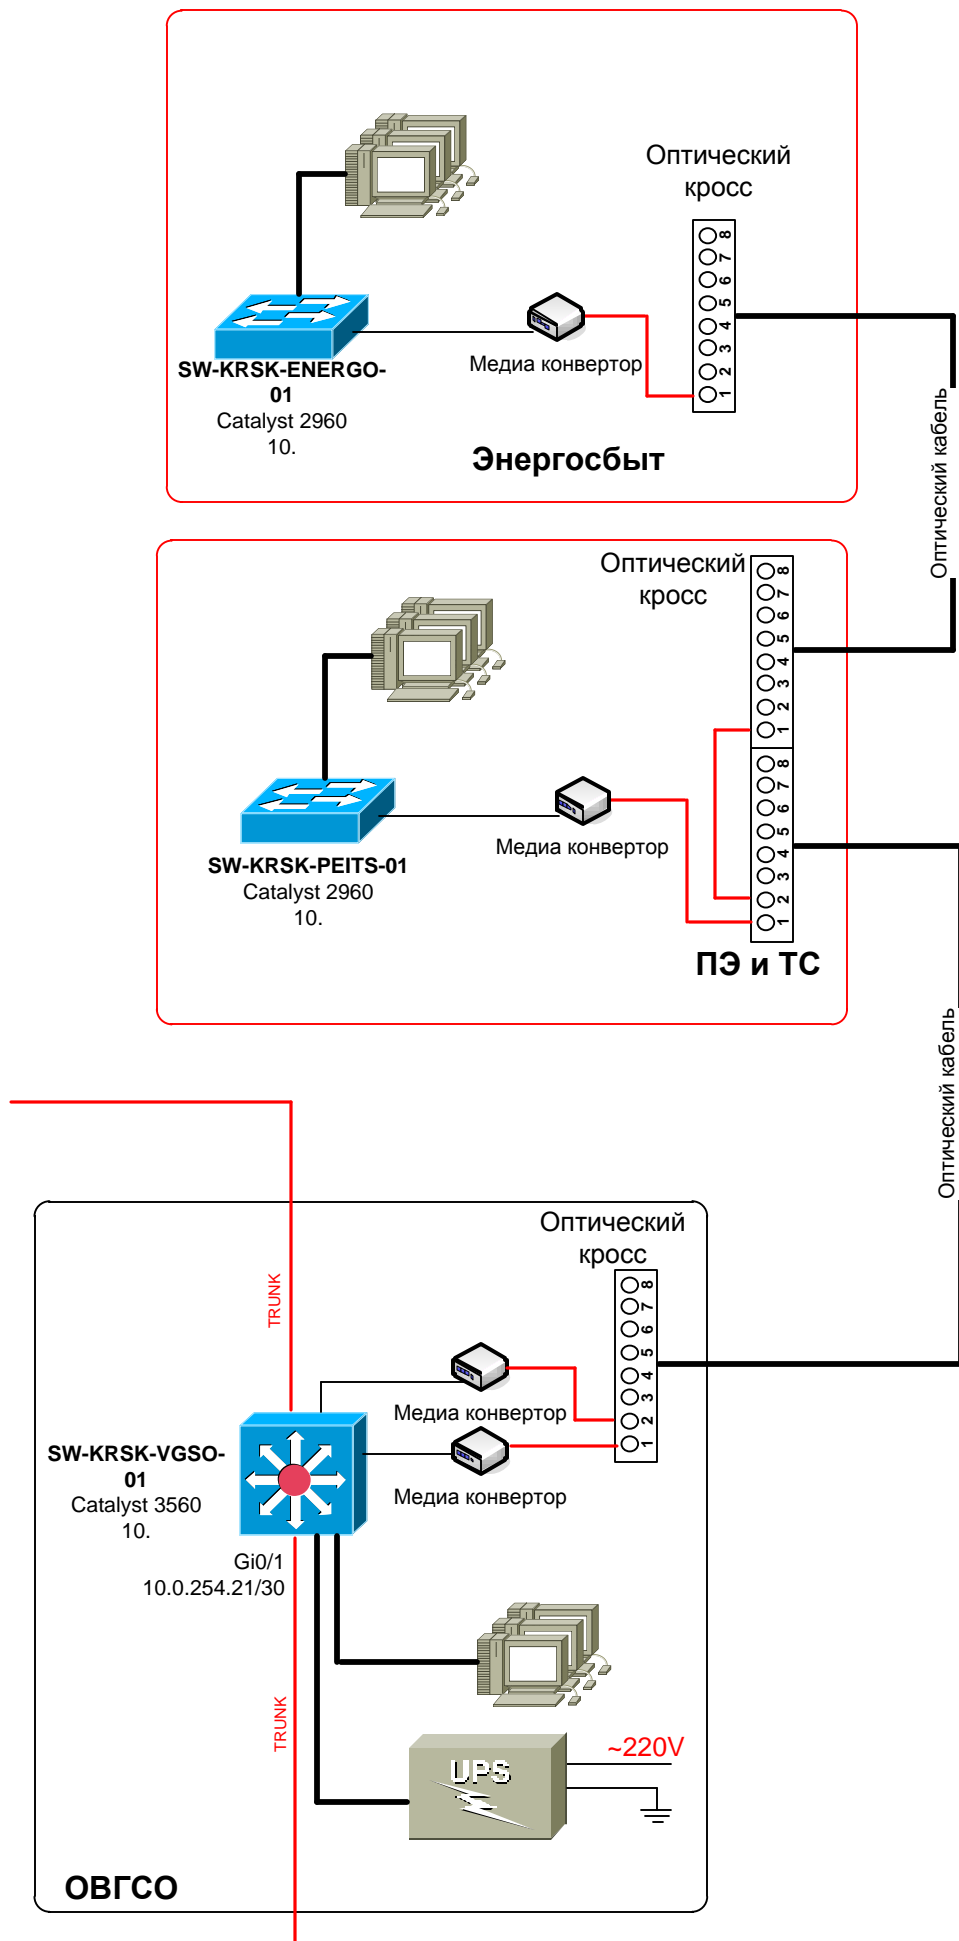 Оптический
кросс
8
7
6
5
4
3
2
1
Медиа конвертор
SW-KRSK-ENERGO-
01
Catalyst 2960
10.
Энергосбыт
Оптический кабель
Оптический
кросс
8
7
6
5
4
3
2
1
8
7
6
5
4
3
2
1
Медиа конвертор
SW-KRSK-PEITS-01
Catalyst 2960
10.
ПЭ и ТС
Оптический кабель
TRUNK
Оптический
кросс
8
7
6
5
4
3
2
1
Медиа конвертор
Медиа конвертор
SW-KRSK-VGSO-
01
Catalyst 3560
10.
Gi0/1
10.0.254.21/30
TRUNK
UPS
~220V
ОВГСО